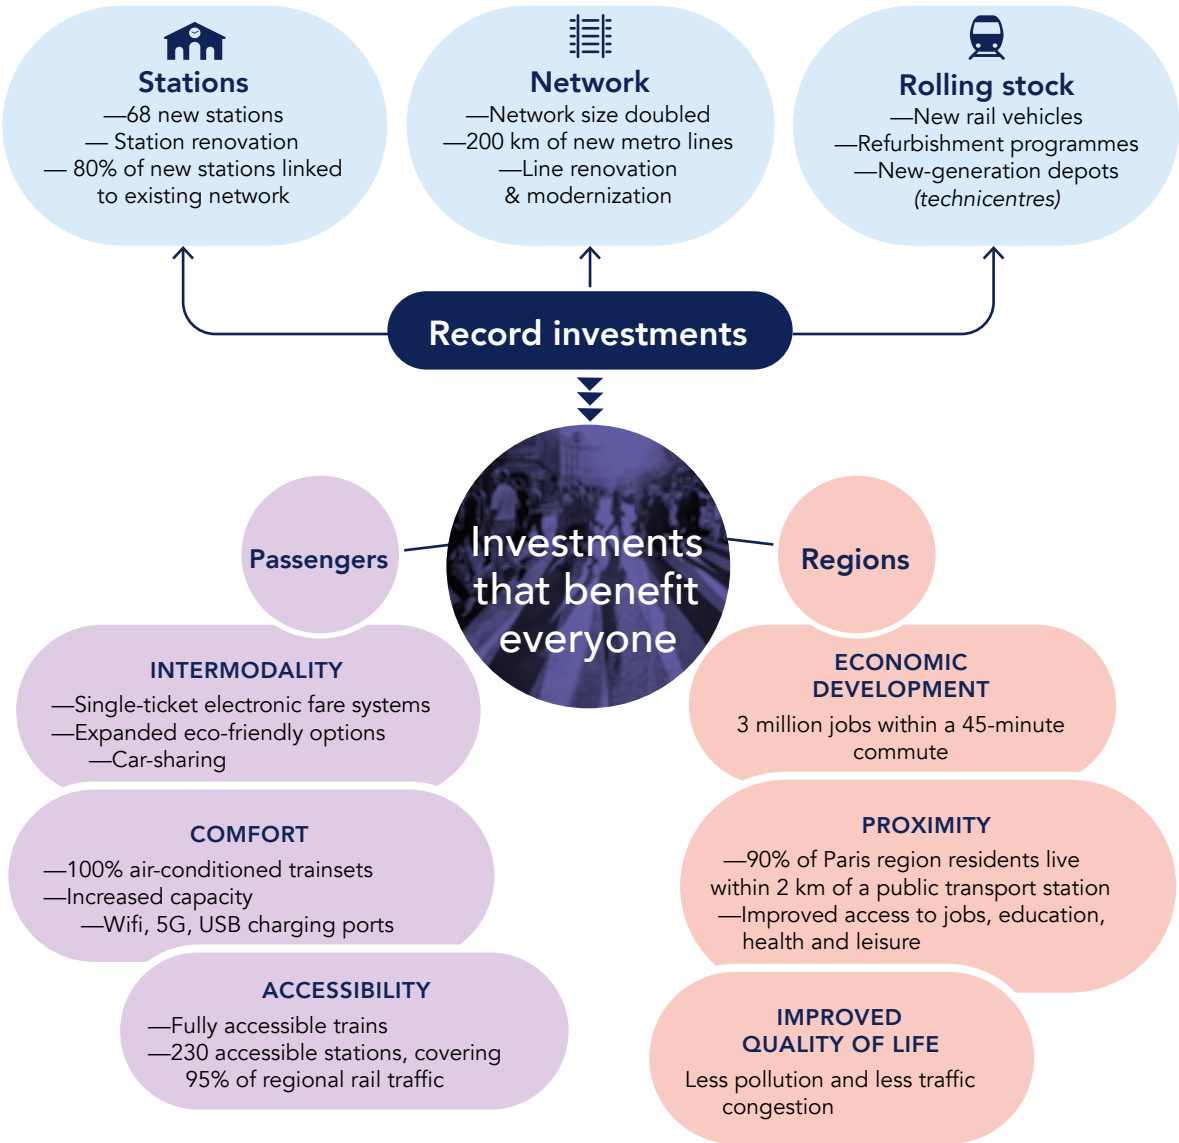 Stations
—68 new stations
— Station renovation
— 80% of new stations linked
to existing network
Network
—Network size doubled
—200 km of new metro lines
—Line renovation
& modernization
Rolling stock
—New rail vehicles
—Refurbishment programmes
—New-generation depots
(technicentres)
Record investments
Investments
that benefit
everyone
Passengers
INTERMODALITY
—Single-ticket electronic fare systems
—Expanded eco-friendly options
—Car-sharing
COMFORT
—100% air-conditioned trainsets
—Increased capacity
—Wifi, 5G, USB charging ports
ACCESSIBILITY
—Fully accessible trains
—230 accessible stations, covering
95% of regional rail traffic
Regions
ECONOMIC
DEVELOPMENT
3 million jobs within a 45-minute
commute
PROXIMITY
—90% of Paris region residents live
within 2 km of a public transport station
—Improved access to jobs, education,
health and leisure
IMPROVED
QUALITY OF LIFE
Less pollution and less traffic
congestion